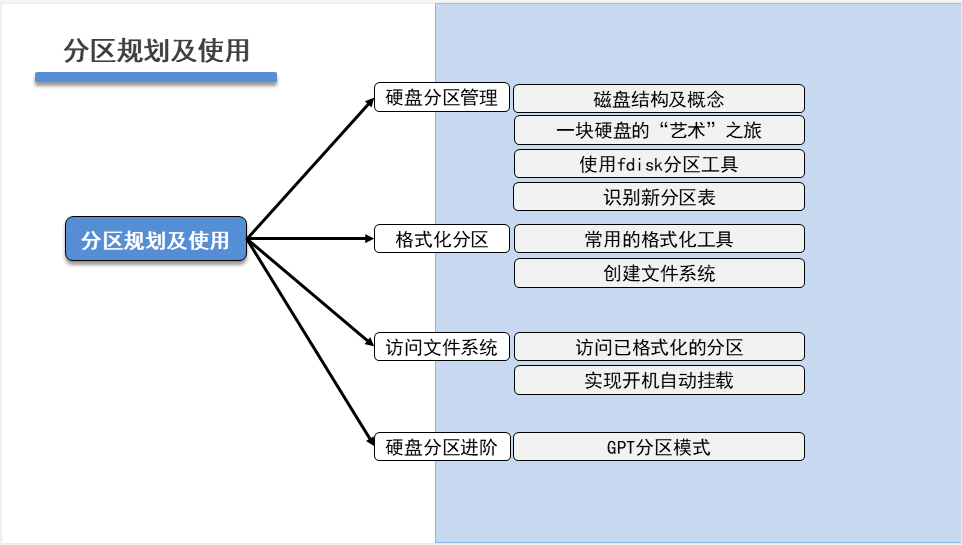 分区规划及使用
硬盘分区管理
磁盘结构及概念
一块硬盘的“艺术”之旅
使用fdisk分区工具
识别新分区表
分区规划及使用
格式化分区
常用的格式化工具
创建文件系统
访问文件系统
访问已格式化的分区
实现开机自动挂载
硬盘分区进阶
GPT分区模式